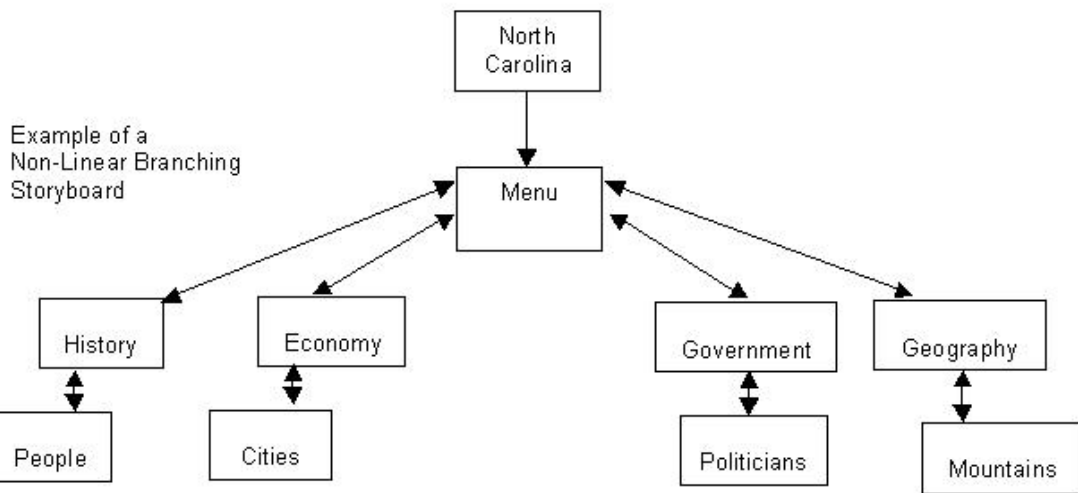 North
Carolina
Example of a
Non-Linear Branching
Storyboard
Menu
History
Economy
Government
Geography
People
Cities
Politicians
Mountains